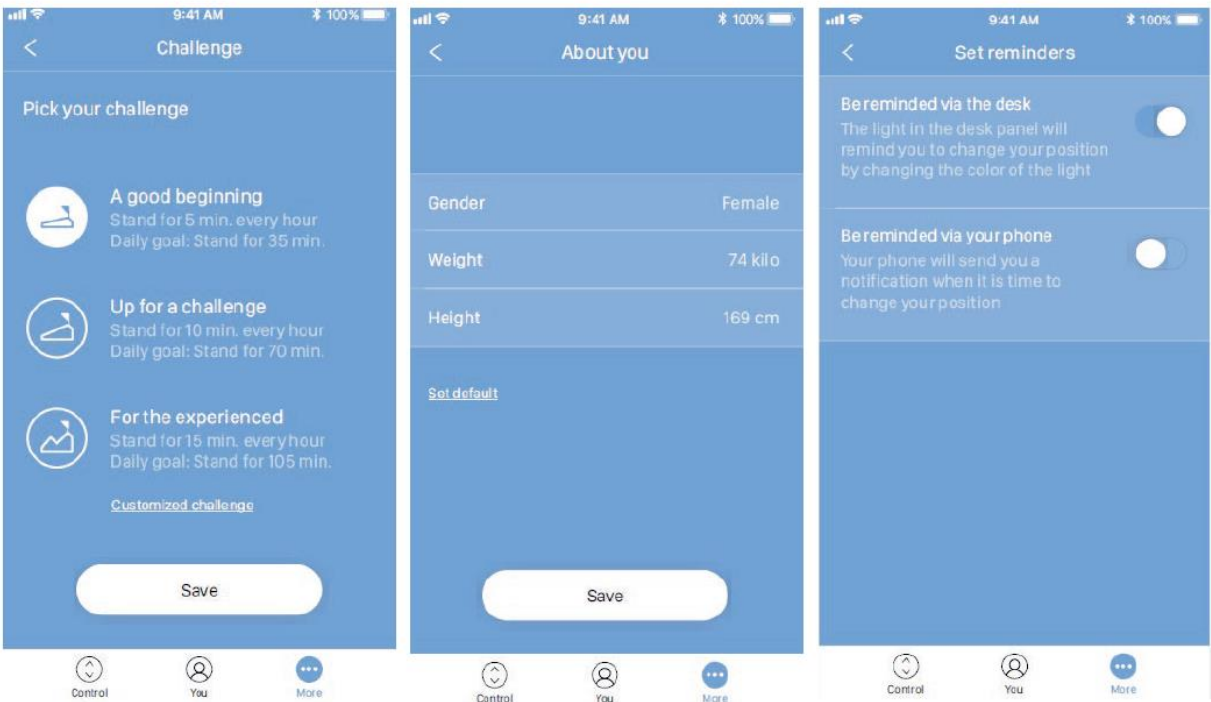 9:41 AM
100%
Challenge
Pick your challenge
A good beginning
Stand for 5 min. every hour
Daily goal: Stand for 35 min.
Up for a challenge
Stand for 10 min. every hour
Daily goal: Stand for 70 min.
For the experienced
Stand for 15 min. every hour
Daily goal: Stand for 105 min.
Customized challenge
Save
Control
You
More
9:41 AM
100%
About you
Gender
Female
Weight
74 kilo
Height
169 cm
Set default
Save
Control
You
More
9:41 AM
100%
Set reminders
Be reminded via the desk
The light in the desk panel will
remind you to change your position
by changing the color of the light
Be reminded via your phone
Your phone will send you a
notification when it is time to
change your position
Control
You
More